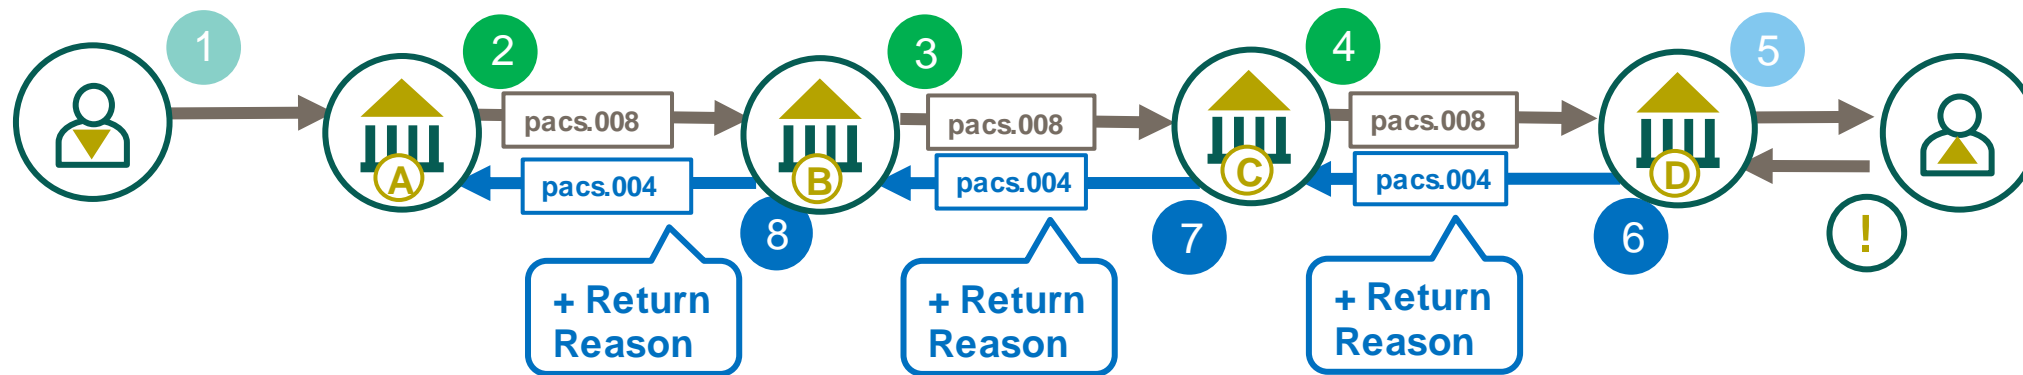 1
2
3
4
5
pacs.008
pacs.008
pacs.008
A
B
C
D
pacs.004
pacs.004
pacs.004
8
7
6
!
+ Return
Reason
+ Return
Reason
+ Return
Reason